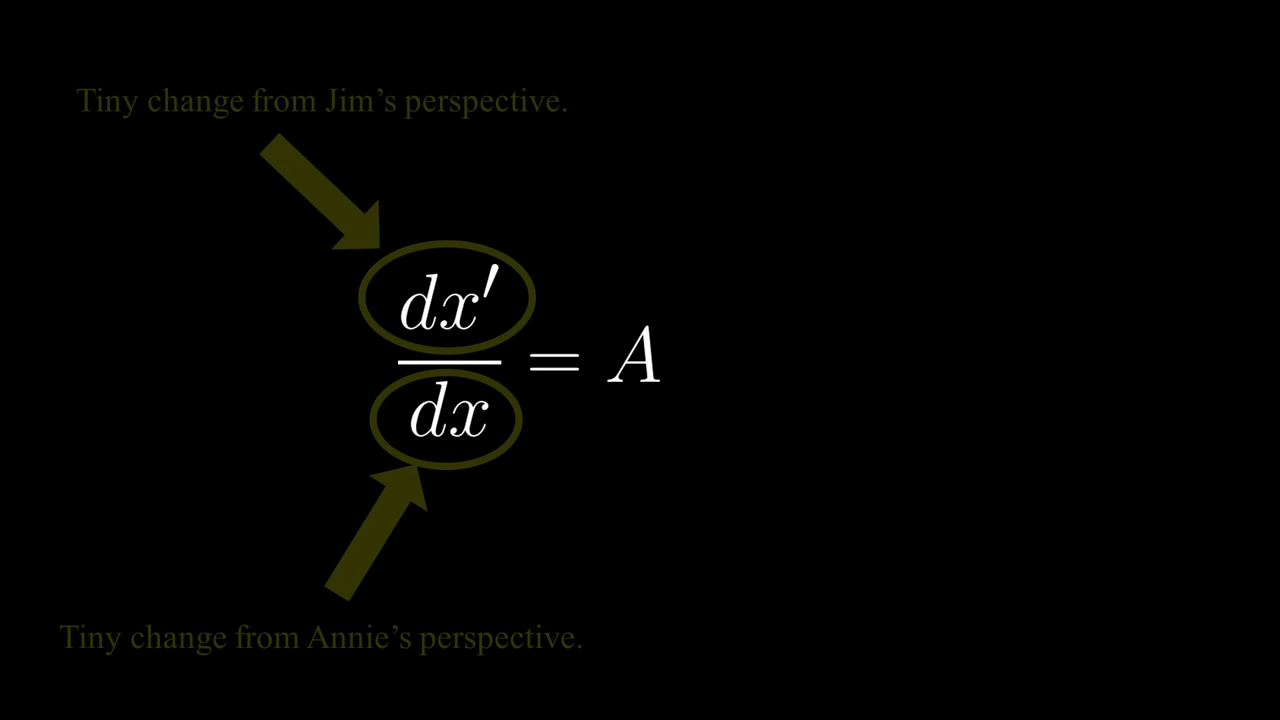 Tiny change from Jim’s perspective.
dx′
dx
= A
Tiny change from Annie’s perspective.